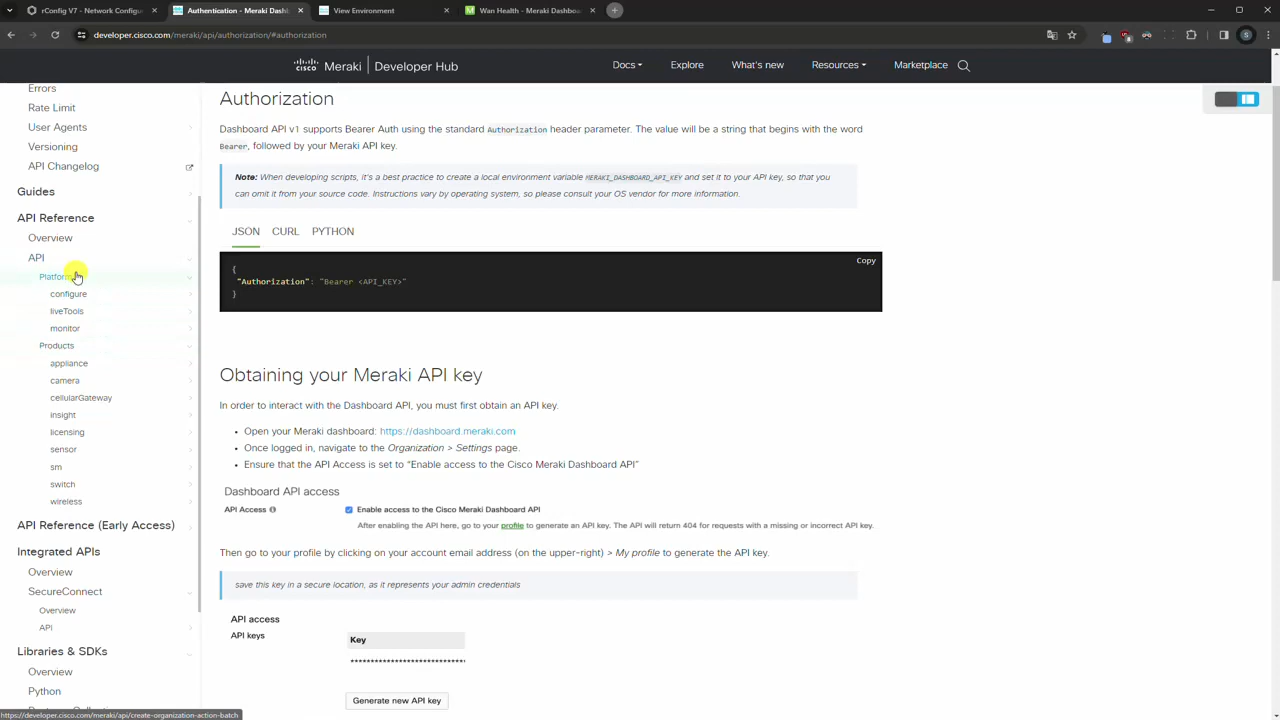 rConfig V7 - Network Configur
Authentication - Meraki Dashb
View Environment
Wan Health - Meraki Dashboar
developer.cisco.com/meraki/api/authorization/#authorization
S
CISCO Meraki Developer Hub
Docs Explore What's new Resources Marketplace
Errors
Rate Limit
User Agents
Versioning
API Changelog
Guides
API Reference
Overview
API
Platform
configure
liveTools
monitor
Products
appliance
camera
cellularGateway
insight
licensing
sensor
sm
switch
wireless
API Reference (Early Access)
Integrated APIs
Overview
SecureConnect
Overview
API
Libraries & SDKs
Overview
Python
Authorization
Dashboard API v1 supports Bearer Auth using the standard Authorization header parameter. The value will be a string that begins with the word
Bearer, followed by your Meraki API key.
Note: When developing scripts, it's a best practice to create a local environment variable MERAKI_DASHBOARD_API_KEY and set it to your API key, so that you
can omit it from your source code. Instructions vary by operating system, so please consult your OS vendor for more information.
JSON CURL PYTHON
Copy
{
"Authorization": "Bearer <API_KEY>"
}
Obtaining your Meraki API key
In order to interact with the Dashboard API, you must first obtain an API key.
• Open your Meraki dashboard: https://dashboard.meraki.com
• Once logged in, navigate to the Organization > Settings page.
• Ensure that the API Access is set to “Enable access to the Cisco Meraki Dashboard API”
Dashboard API access
API Access Enable access to the Cisco Meraki Dashboard API
After enabling the API here, go to your profile to generate an API key. The API will return 404 for requests with a missing or incorrect API key.
Then go to your profile by clicking on your account email address (on the upper-right) > My profile to generate the API key.
save this key in a secure location, as it represents your admin credentials
API access
API keys
Key
****************************
Generate new API key
https://developer.cisco.com/meraki/api/create-organization-action-batch